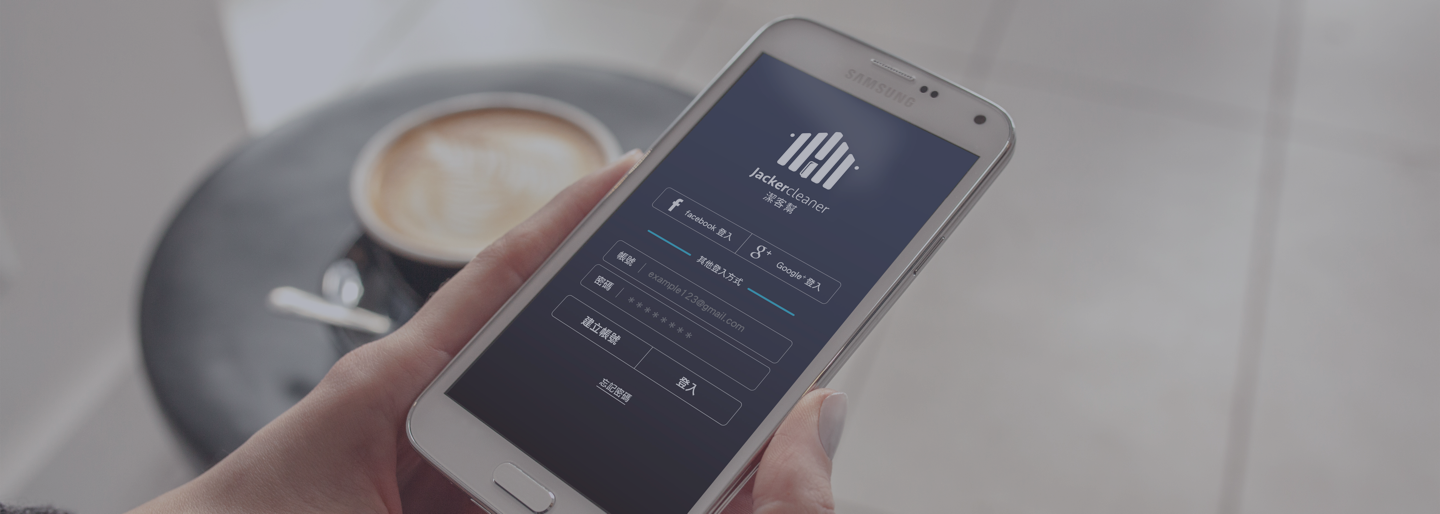 SAMSUNG
Jackercleaner
潔客幫
f facebook 登入
g+ Google+ 登入
其他登入方式
帳號 example123@gmail.com
密碼 ********
建立帳號
登入
忘記密碼